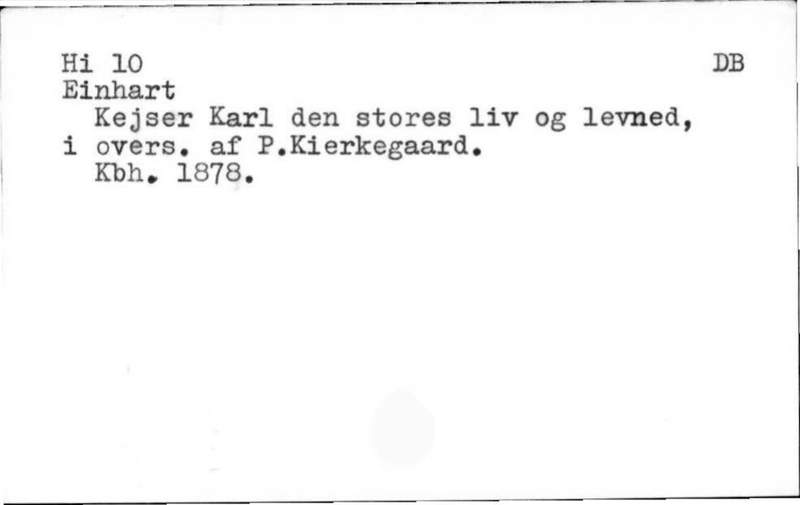 Hi 10 DB
Einhart
Kejser Karl den stores liv og levned,
i overs. af P.Kierkegaard.
Kbh. 1878.